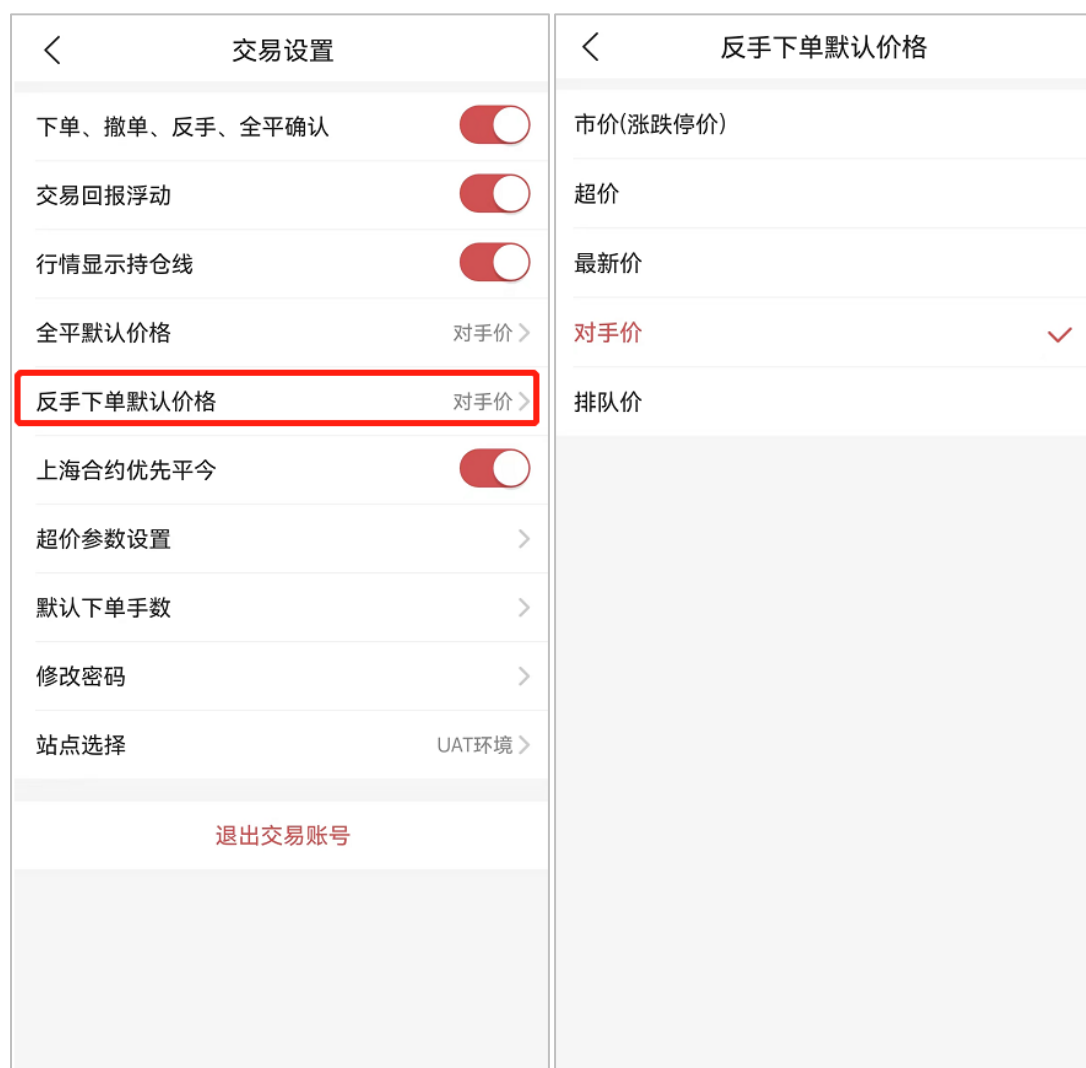 交易设置
下单、撤单、反手、全平确认
交易回报浮动
行情显示持仓线
全平默认价格 对手价
反手下单默认价格 对手价
上海合约优先平今
超价参数设置
默认下单手数
修改密码
站点选择 UAT环境
退出交易账号
反手下单默认价格
市价(涨跌停价)
超价
最新价
对手价
排队价